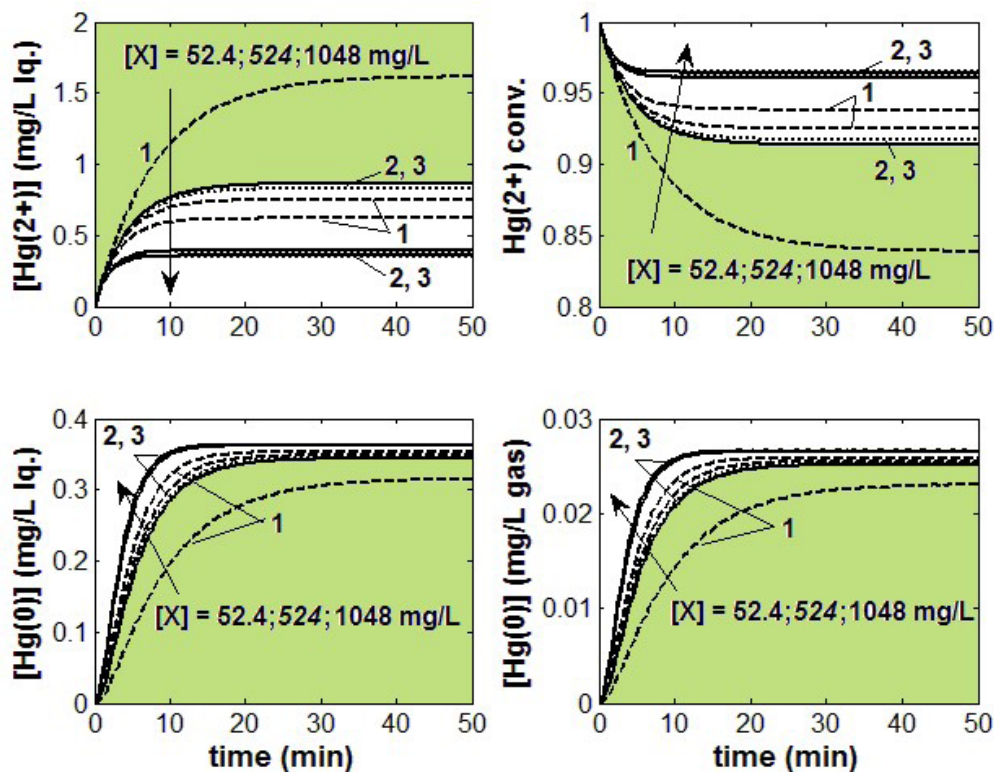 [Hg(2+)] (mg/L lq.)
2
1.5
1
0.5
0
[X] = 52.4;524;1048 mg/L
1
2, 3
1
2, 3
0 10 20 30 40 50
Hg(2+) conv.
1
0.95
0.9
0.85
0.8
2, 3
1
1
2, 3
[X] = 52.4;524;1048 mg/L
0 10 20 30 40 50
[Hg(0)] (mg/L lq.)
0.4
0.3
0.2
0.1
0
2, 3
1
[X] = 52.4;524;1048 mg/L
0 10 20 30 40 50
time (min)
[Hg(0)] (mg/L gas)
0.03
0.02
0.01
0
2, 3
1
[X] = 52.4;524;1048 mg/L
0 10 20 30 40 50
time (min)